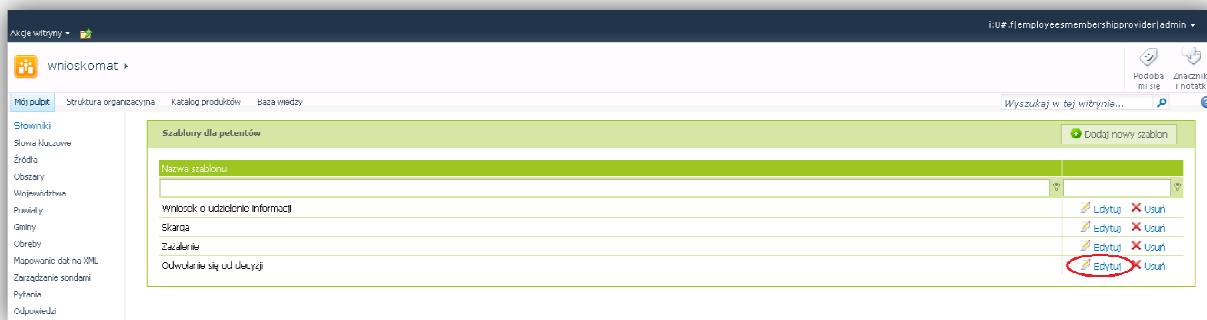 i:0#.f|employeesmembershipprovider|admin
Akcje witryny
wnioskomat
Podoba mi się
Znacznik i notatk
Mój pulpit Struktura organizacyjna Katalog produktów Baza wiedzy
Wyszukaj w tej witrynie...
Słowniki
Słowa kluczowe
Źródła
Obszary
Województwa
Powiaty
Gminy
Obręby
Mapowanie dat na XML
Zarządzanie sondami
Pytania
Odpowiedzi
Szablony dla petentów
Dodaj nowy szablon
Nazwa szablonu
Wniosek o udzielenie informacji Edytuj Usuń
Skarga Edytuj Usuń
Zażalenie Edytuj Usuń
Odwołanie się od decyzji Edytuj Usuń